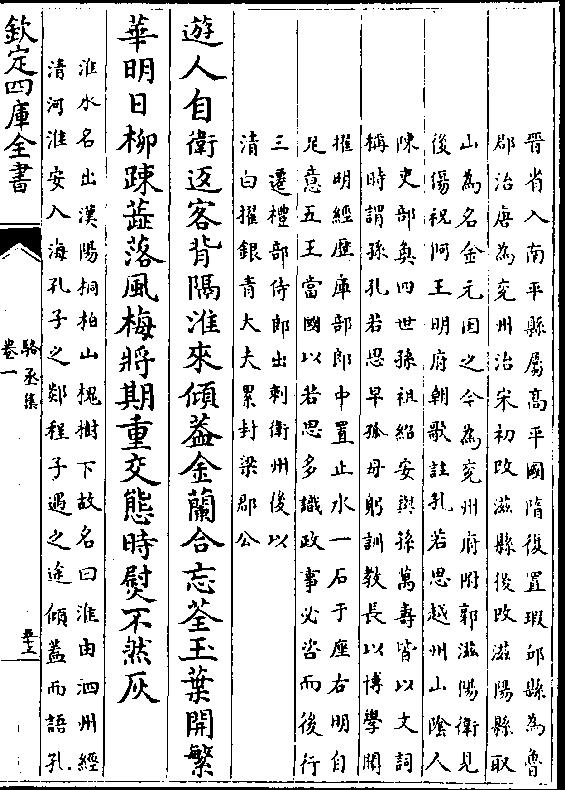 晉省入南平縣屬高平國隋復置瑕邱縣為魯
郡治唐為兖州治宋初改滋縣後改滋陽縣取
山為名金元因之今為兖州府附郭滋陽衛見
後傷祝阿王明府朝歌註孔若思越州山隂人
陳吏部奐四世孫祖紹安與孫萬壽皆以文詞
稱時謂孫孔若思早孤母躬訓教長以博學聞
擢明經歴庫部郎中置止水一石于座右明自
足意五王當國以若思多識政事必咨而後行
三遷禮部侍郎出刺衛州後以
清白擢銀青大夫累封梁郡公
遊人自衛返客背隔淮來傾葢金蘭合忘荃玉葉開繁
華明日柳踈蘂落風梅將期重交態時熨不然灰
淮水名出漢陽桐柏山槐樹下故名曰淮由泗州經
清河淮安入海孔子之郯程子遇之途傾葢而語孔
欽定四庫全書
駱丞集
卷一